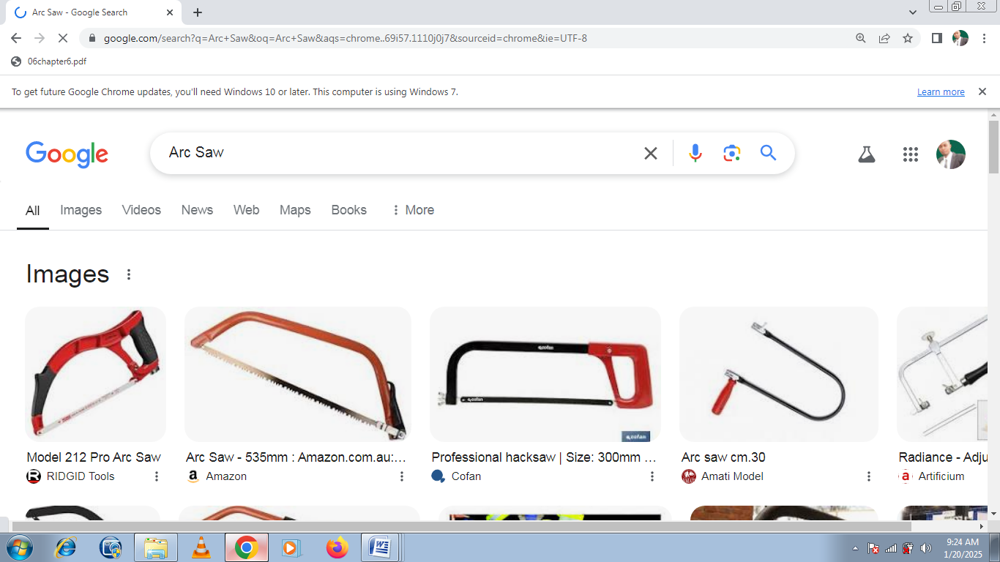 Arc Saw - Google Search
google.com/search?q=Arc+Saw&oq=Arc+Saw&aqs=chrome..69i57.1110j0j7&sourceid=chrome&ie=UTF-8
06chapter6.pdf
To get future Google Chrome updates, you'll need Windows 10 or later. This computer is using Windows 7.
Learn more
Google
Arc Saw
All
Images
Videos
News
Web
Maps
Books
More
Images
cofan
cofan
cofan
Model 212 Pro Arc Saw
RIDGID Tools
Arc Saw - 535mm : Amazon.com.au:...
Amazon
Professional hacksaw | Size: 300mm ...
Cofan
Arc saw cm.30
Amati Model
Radiance - Adju
Artificium
9:24 AM
1/20/2025